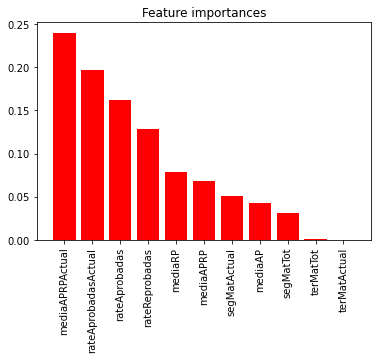 Feature importances
0.25
0.20
0.15
0.10
0.05
0.00
mediaAPRPActual
rateAprobadasActual
rateAprobadas
rateReprobadas
mediaRP
mediaAPRP
segMatActual
mediaAP
segMatTot
terMatTot
terMatActual